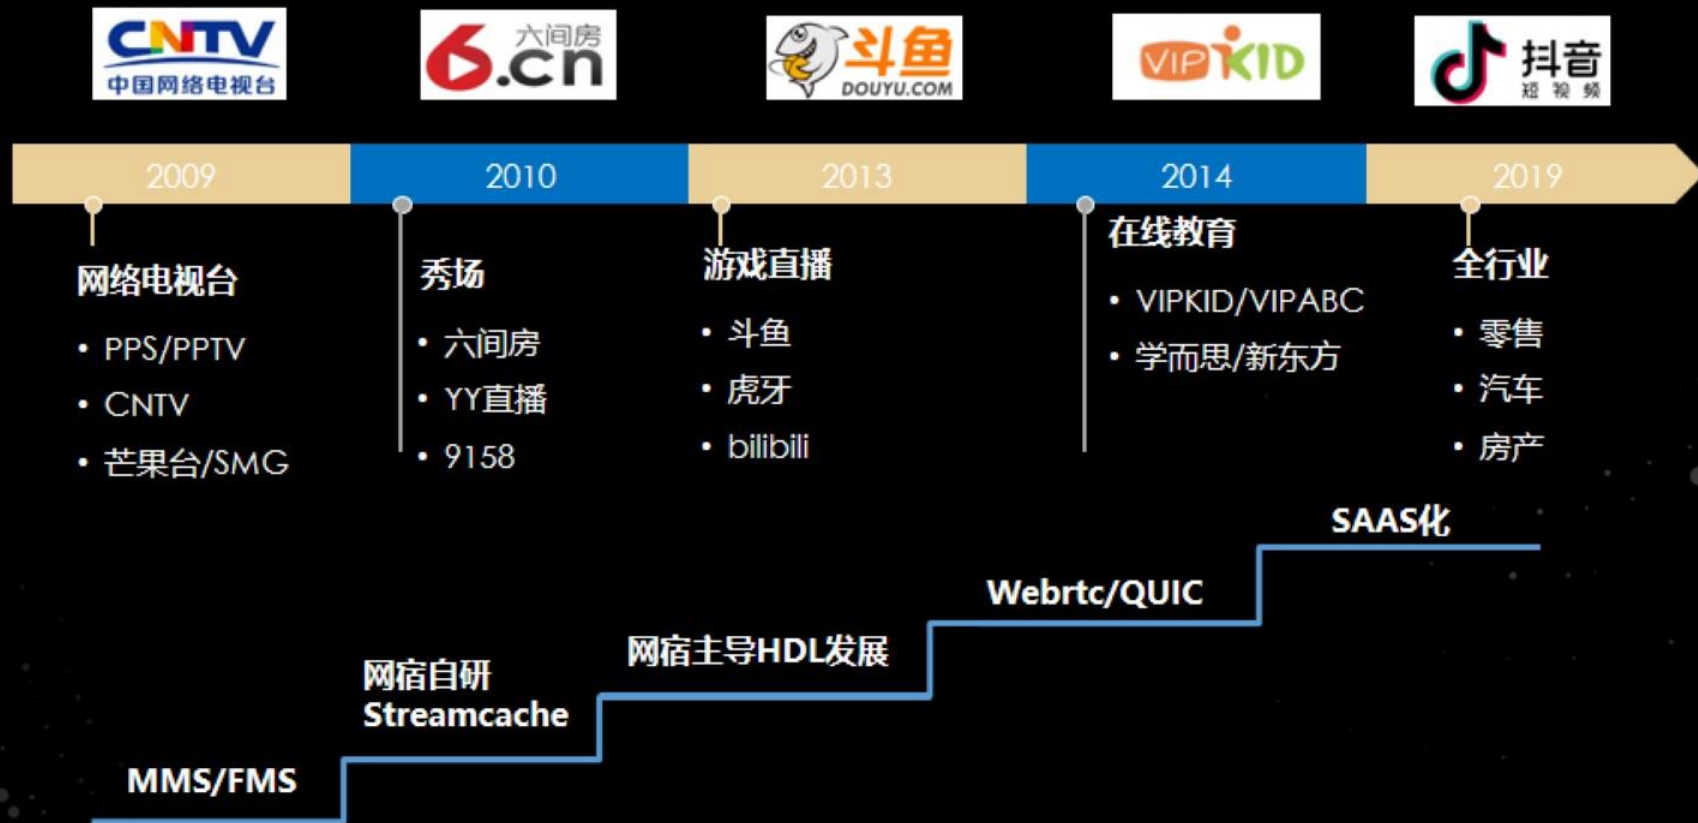 CNTV
中国网络电视台
六间房
6.cn
斗鱼
DOUYU.COM
VIPKID
抖音
短视频
2009
2010
2013
2014
2019
网络电视台
• PPS/PPTV
• CNTV
• 芒果台/SMG
秀场
• 六间房
• YY直播
• 9158
游戏直播
• 斗鱼
• 虎牙
• bilibili
在线教育
• VIPKID/VIPABC
• 学而思/新东方
全行业
• 零售
• 汽车
• 房产
MMS/FMS
网宿自研
Streamcache
网宿主导HDL发展
Webrtc/QUIC
SAAS化